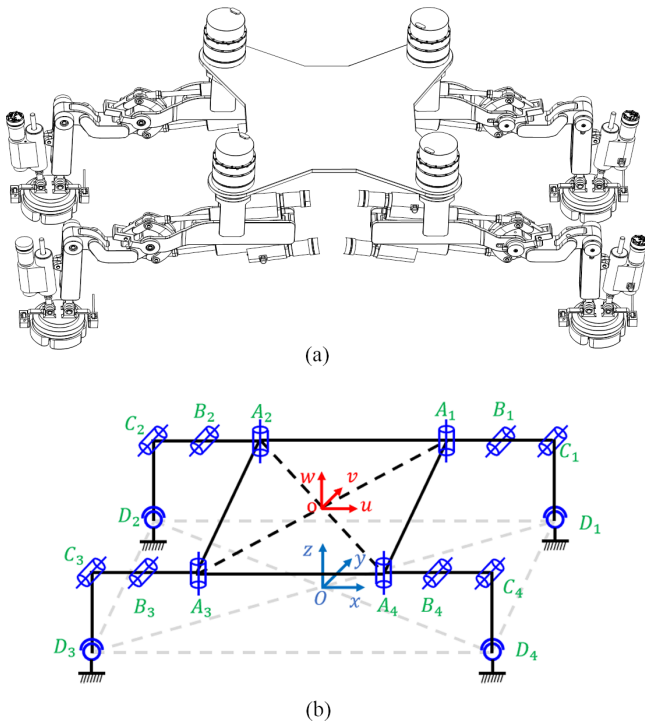 (a)
C₂ B₂ A₂ A₁ B₁
C₁
w v
o u
D₂ D₁
C₃ z y C₄
B₃ A₃ O x A₄ B₄
D₃ D₄
(b)